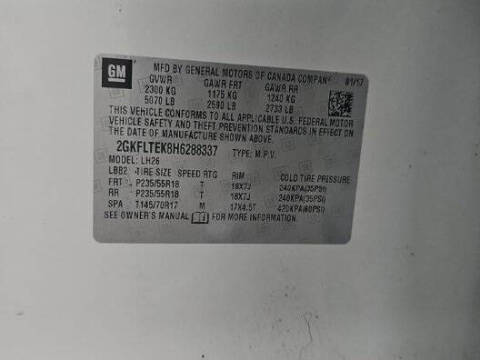 GM
MFD BY GENERAL MOTORS OF CANADA COMPANY 01/17
GVWR GAWR FRT GAWR RR
2300 KG 1175 KG 1240 KG
5070 LB 2590 LB 2733 LB
THIS VEHICLE CONFORMS TO ALL APPLICABLE U.S. FEDERAL MOTOR
VEHICLE SAFETY AND THEFT PREVENTION STANDARDS IN EFFECT ON
THE DATE OF MANUFACTURE SHOWN ABOVE.
2GKFLTEK8H6288337 TYPE: M.P.V.
MODEL: LH26
LBB2 TIRE SIZE SPEED RTG RIM COLD TIRE PRESSURE
FRT P235/55R18 T 18X7J 240KPA(35PSI)
RR P235/55R18 T 18X7J 240KPA(35PSI)
SPA T145/70R17 M 17X4.5T 420KPA(60PSI)
SEE OWNER'S MANUAL FOR MORE INFORMATION